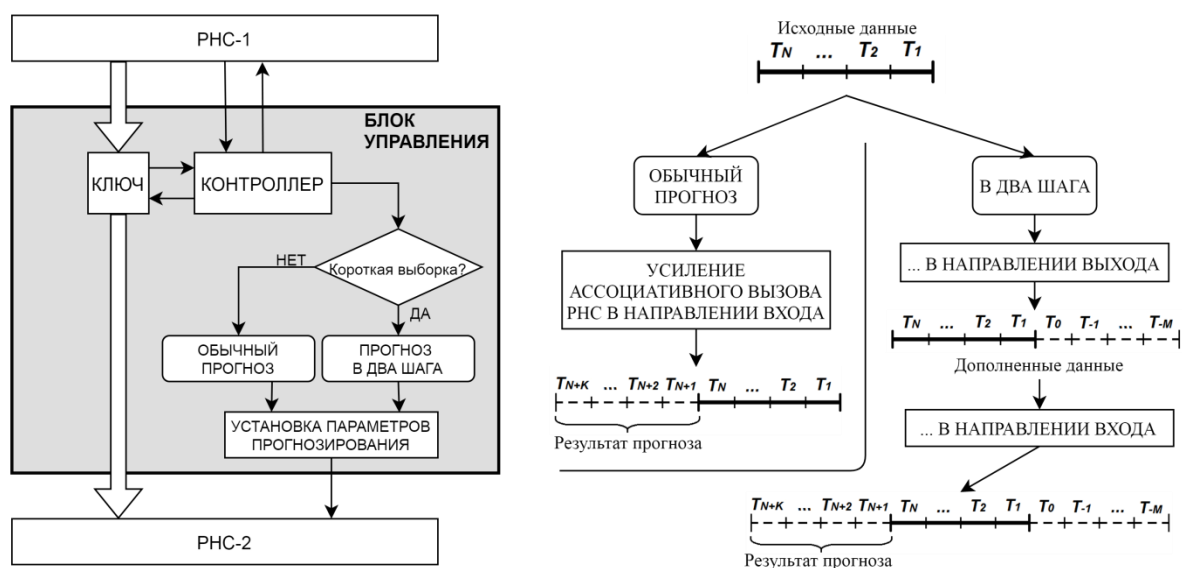 РНС-1
БЛОК
УПРАВЛЕНИЯ
КЛЮЧ
КОНТРОЛЛЕР
Короткая выборка?
НЕТ
ДА
ОБЫЧНЫЙ
ПРОГНОЗ
ПРОГНОЗ
В ДВА ШАГА
УСТАНОВКА ПАРАМЕТРОВ
ПРОГНОЗИРОВАНИЯ
РНС-2
Исходные данные
TN ... T2 T1
ОБЫЧНЫЙ
ПРОГНОЗ
УСИЛЕНИЕ
АССОЦИАТИВНОГО ВЫЗОВА
РНС В НАПРАВЛЕНИИ ВХОДА
TN+K ... TN+2 TN+1 TN ... T2 T1
Результат прогноза
В ДВА ШАГА
... В НАПРАВЛЕНИИ ВЫХОДА
TN ... T2 T1 T0 T-1 ... T-M
Дополненные данные
... В НАПРАВЛЕНИИ ВХОДА
TN+K ... TN+2 TN+1 TN ... T2 T1 T0 T-1 ... T-M
Результат прогноза